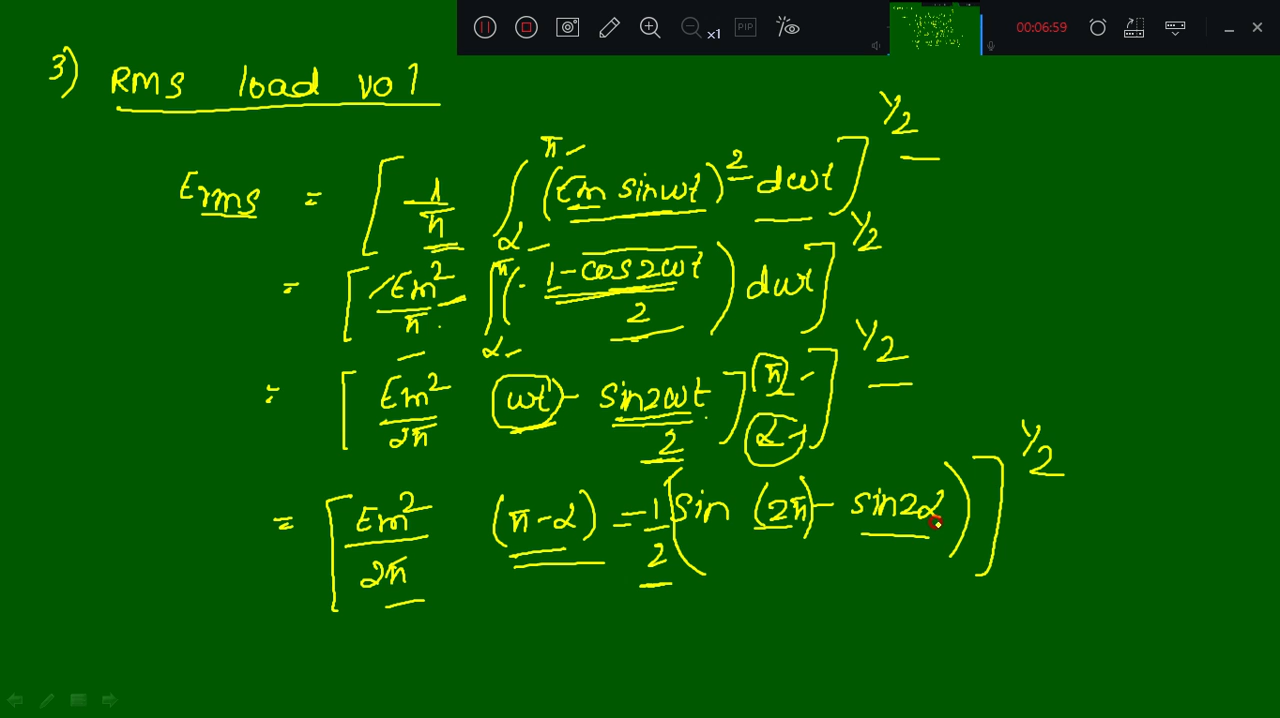 00:06:59
x1 PIP
3) RMS load vol
Erms = [ 1/π ∫α^π (Em sinωt)² dωt ]^1/2
= [ Em²/π ∫α^π ( 1-cos2ωt / 2 ) dωt ]^1/2
= [ Em²/2π (ωt - sin2ωt / 2 ]π α ]^1/2
= [ Em²/2π (π-α) - 1/2 ( sin (2π) - sin2α ) ]^1/2